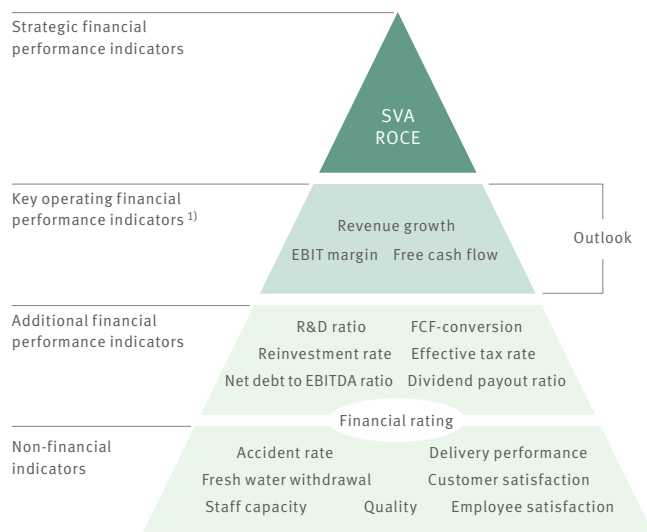 Strategic financial
performance indicators
SVA
ROCE
Key operating financial
performance indicators 1)
Revenue growth
EBIT margin Free cash flow
Outlook
Additional financial
performance indicators
R&D ratio FCF-conversion
Reinvestment rate Effective tax rate
Net debt to EBITDA ratio Dividend payout ratio
Financial rating
Non-financial
indicators
Accident rate Delivery performance
Fresh water withdrawal Customer satisfaction
Staff capacity Quality Employee satisfaction